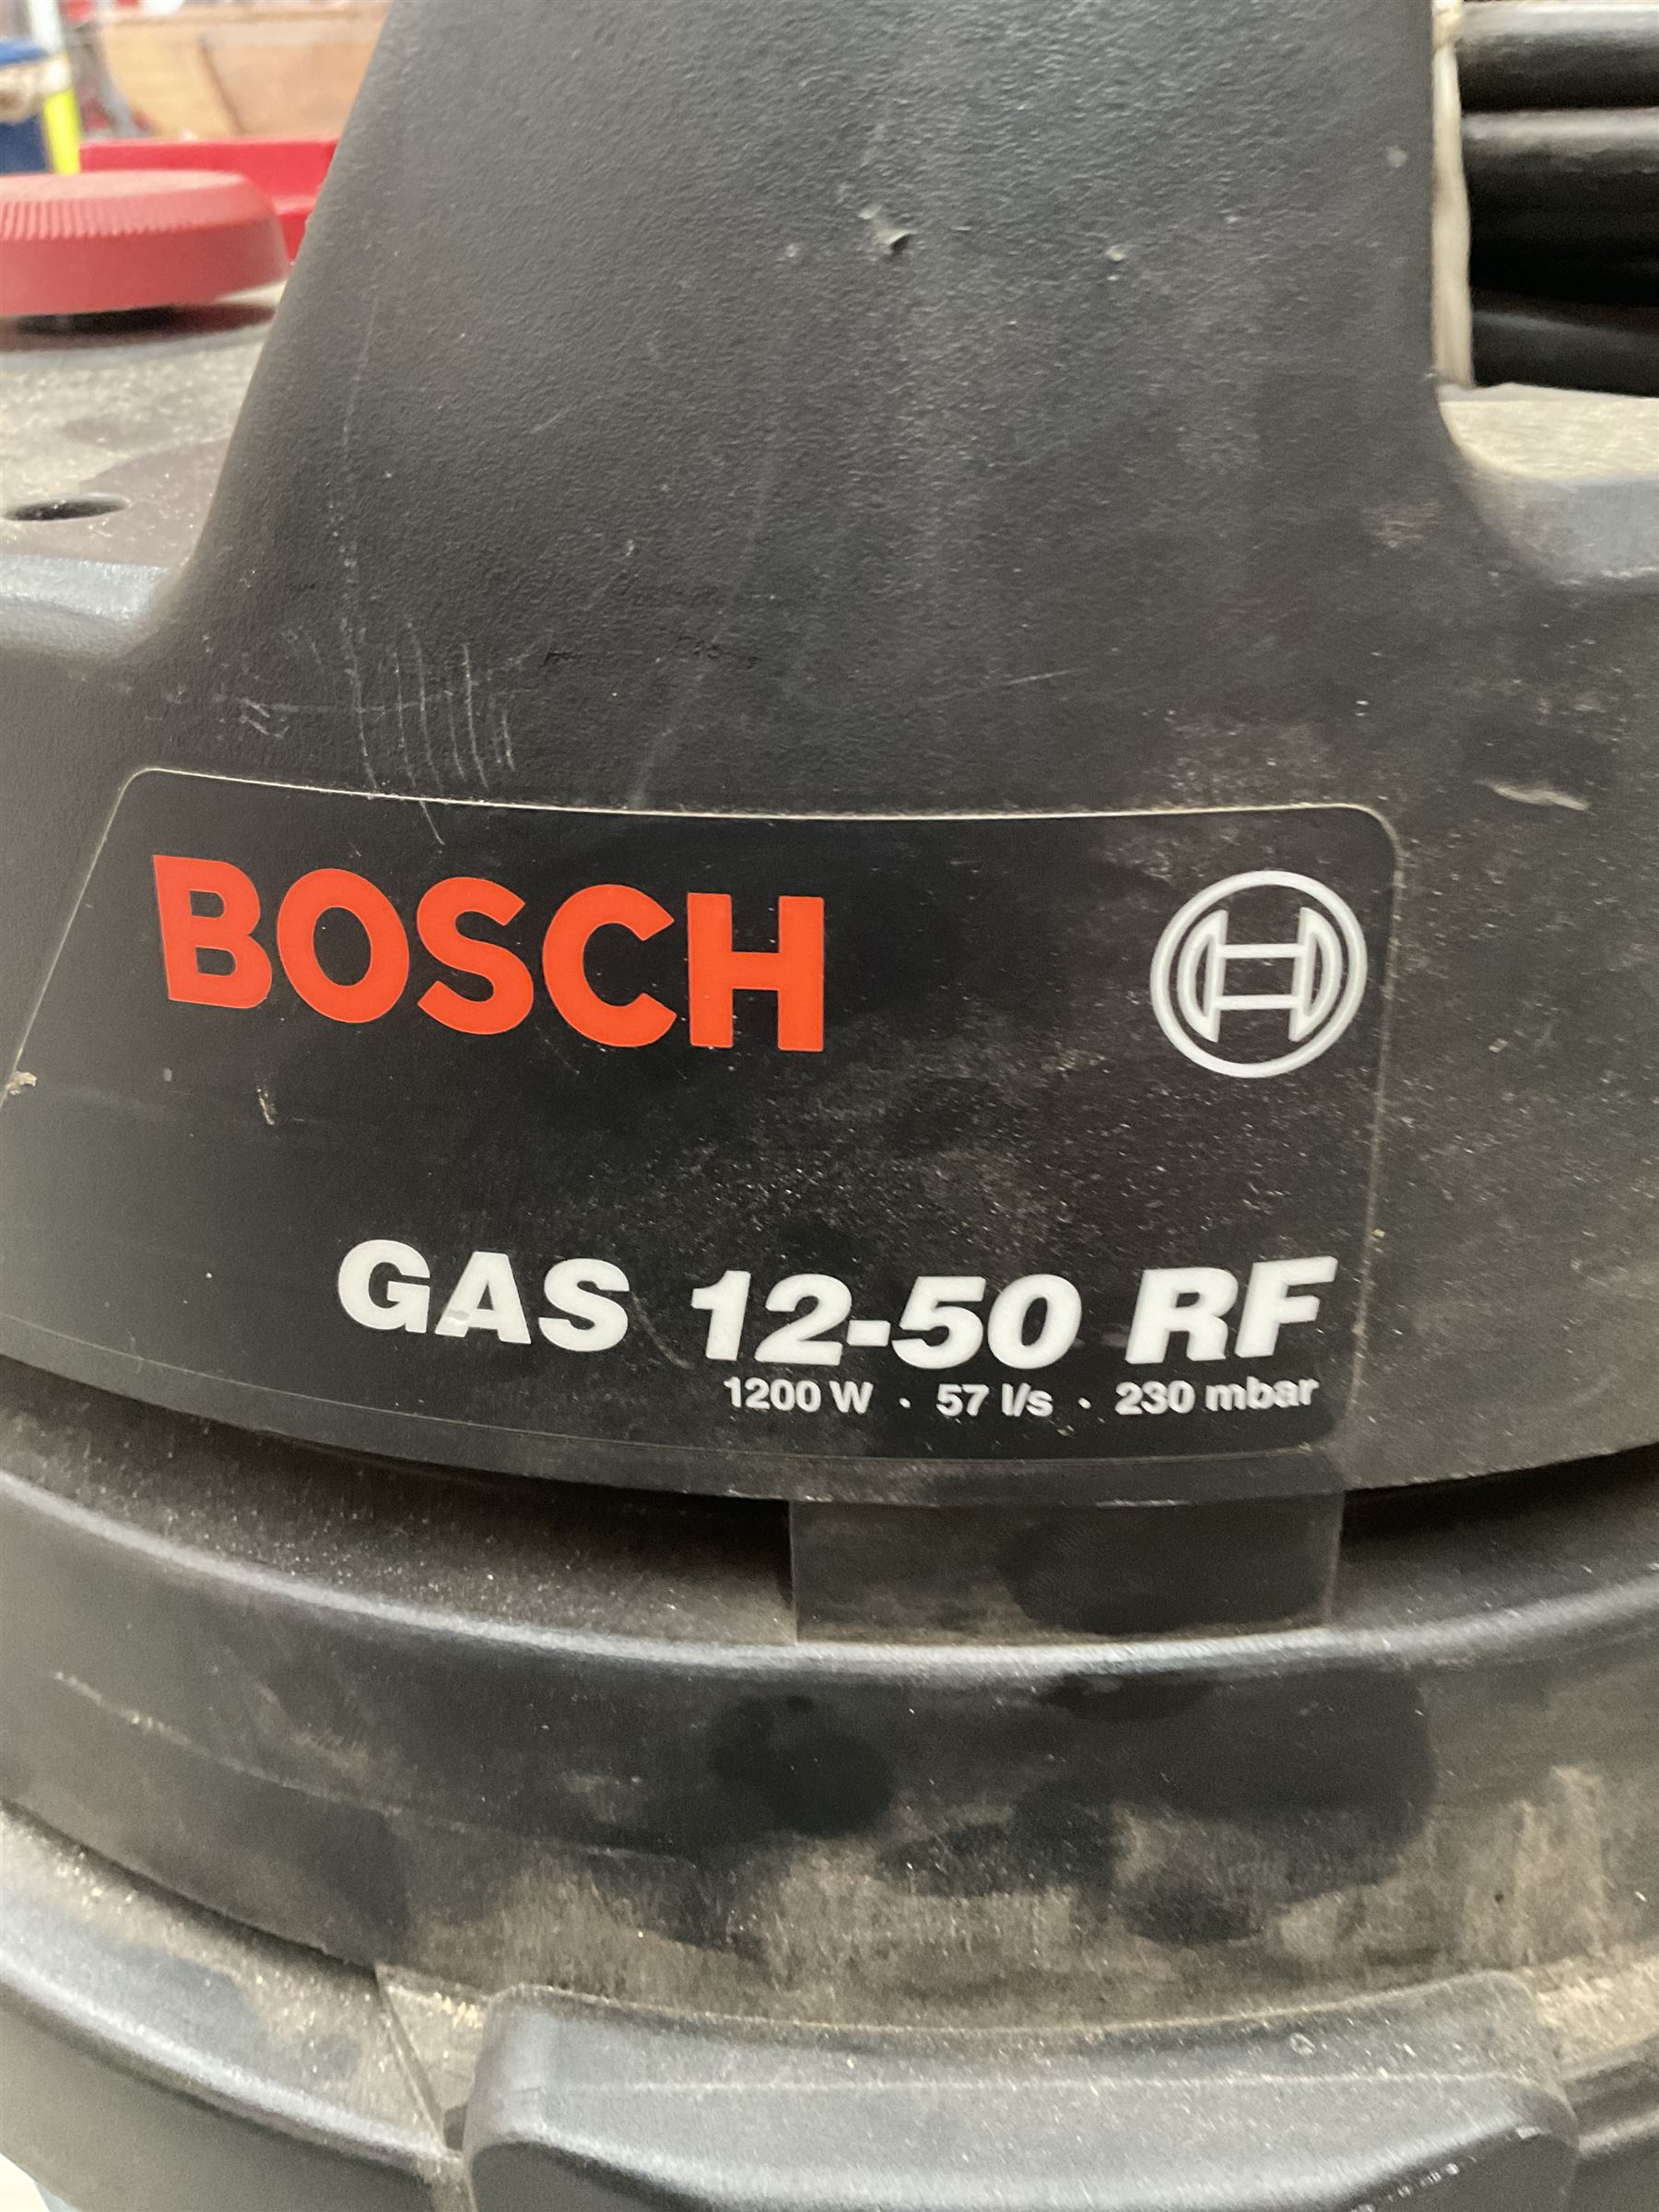 BOSCH
GAS 12-50 RF
1200 W · 57 l/s · 230 mbar